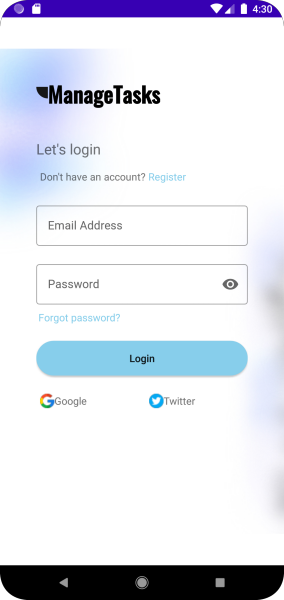 4:30
ManageTasks
Let's login
Don't have an account? Register
Email Address
Password
Forgot password?
Login
Google
Twitter